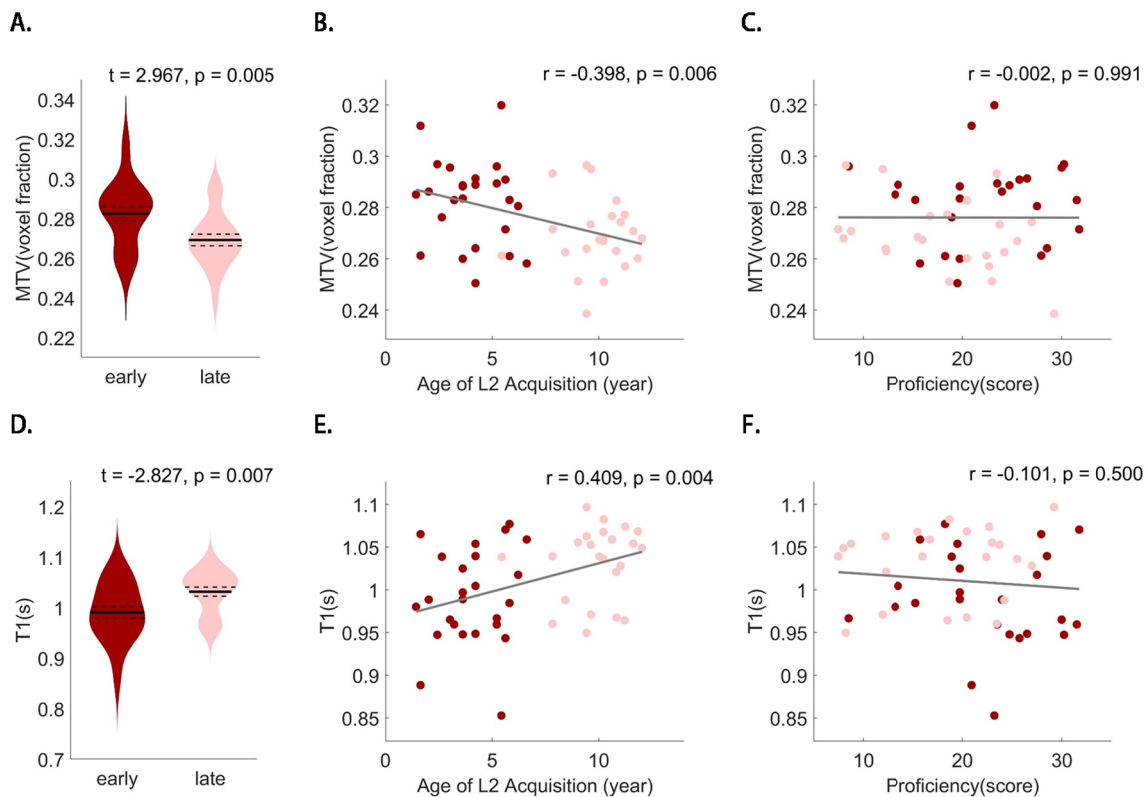 A.
t = 2.967, p = 0.005
MTV(voxel fraction)
0.34
0.32
0.3
0.28
0.26
0.24
0.22
early late
B.
r = -0.398, p = 0.006
MTV(voxel fraction)
0.32
0.3
0.28
0.26
0.24
0 5 10
Age of L2 Acquisition (year)
C.
r = -0.002, p = 0.991
MTV(voxel fraction)
0.32
0.3
0.28
0.26
0.24
10 20 30
Proficiency(score)
D.
t = -2.827, p = 0.007
T1(s)
1.2
1.1
1
0.9
0.8
0.7
early late
E.
r = 0.409, p = 0.004
T1(s)
1.1
1.05
1
0.95
0.9
0.85
0 5 10
Age of L2 Acquisition (year)
F.
r = -0.101, p = 0.500
T1(s)
1.1
1.05
1
0.95
0.9
0.85
10 20 30
Proficiency(score)